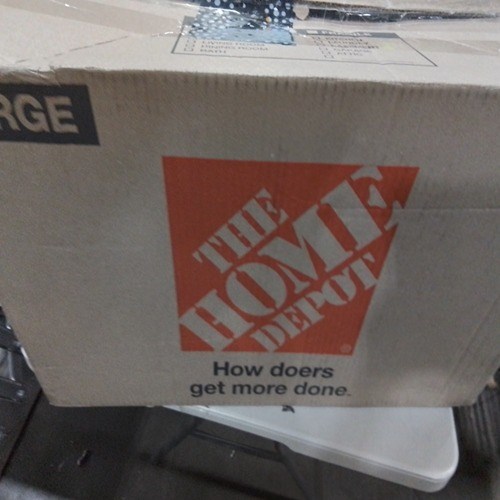 RGE
THE
HOME
DEPOT
How doers
get more done.